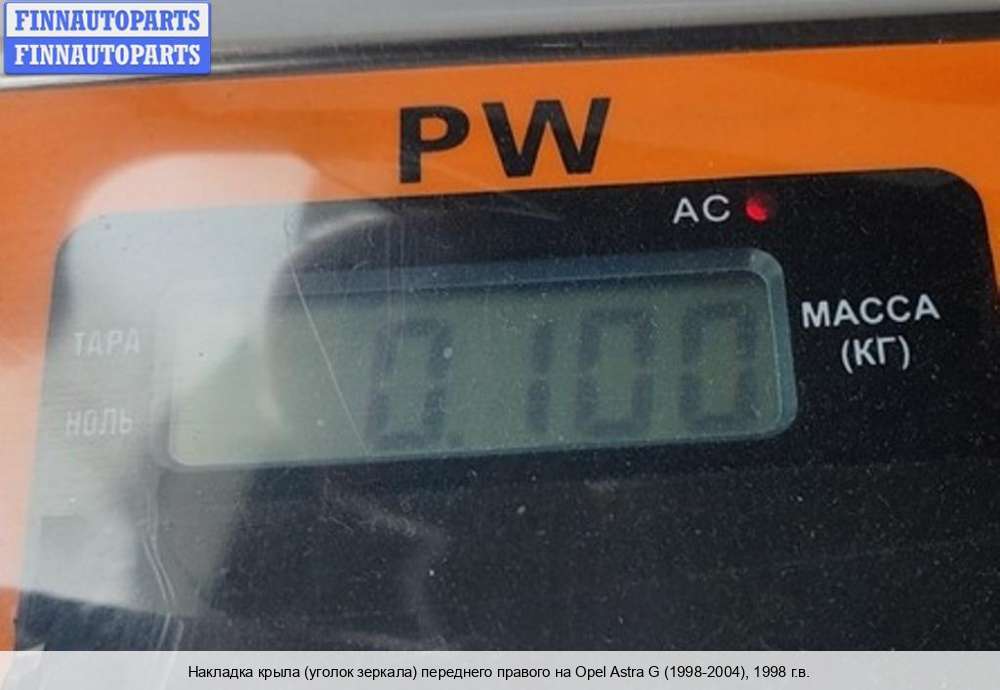 FINNAUTOPARTS
FINNAUTOPARTS
PW
AC
МАССА
(КГ)
ТАРА
0.100
НОЛЬ
Накладка крыла (уголок зеркала) переднего правого на Opel Astra G (1998-2004), 1998 г.в.